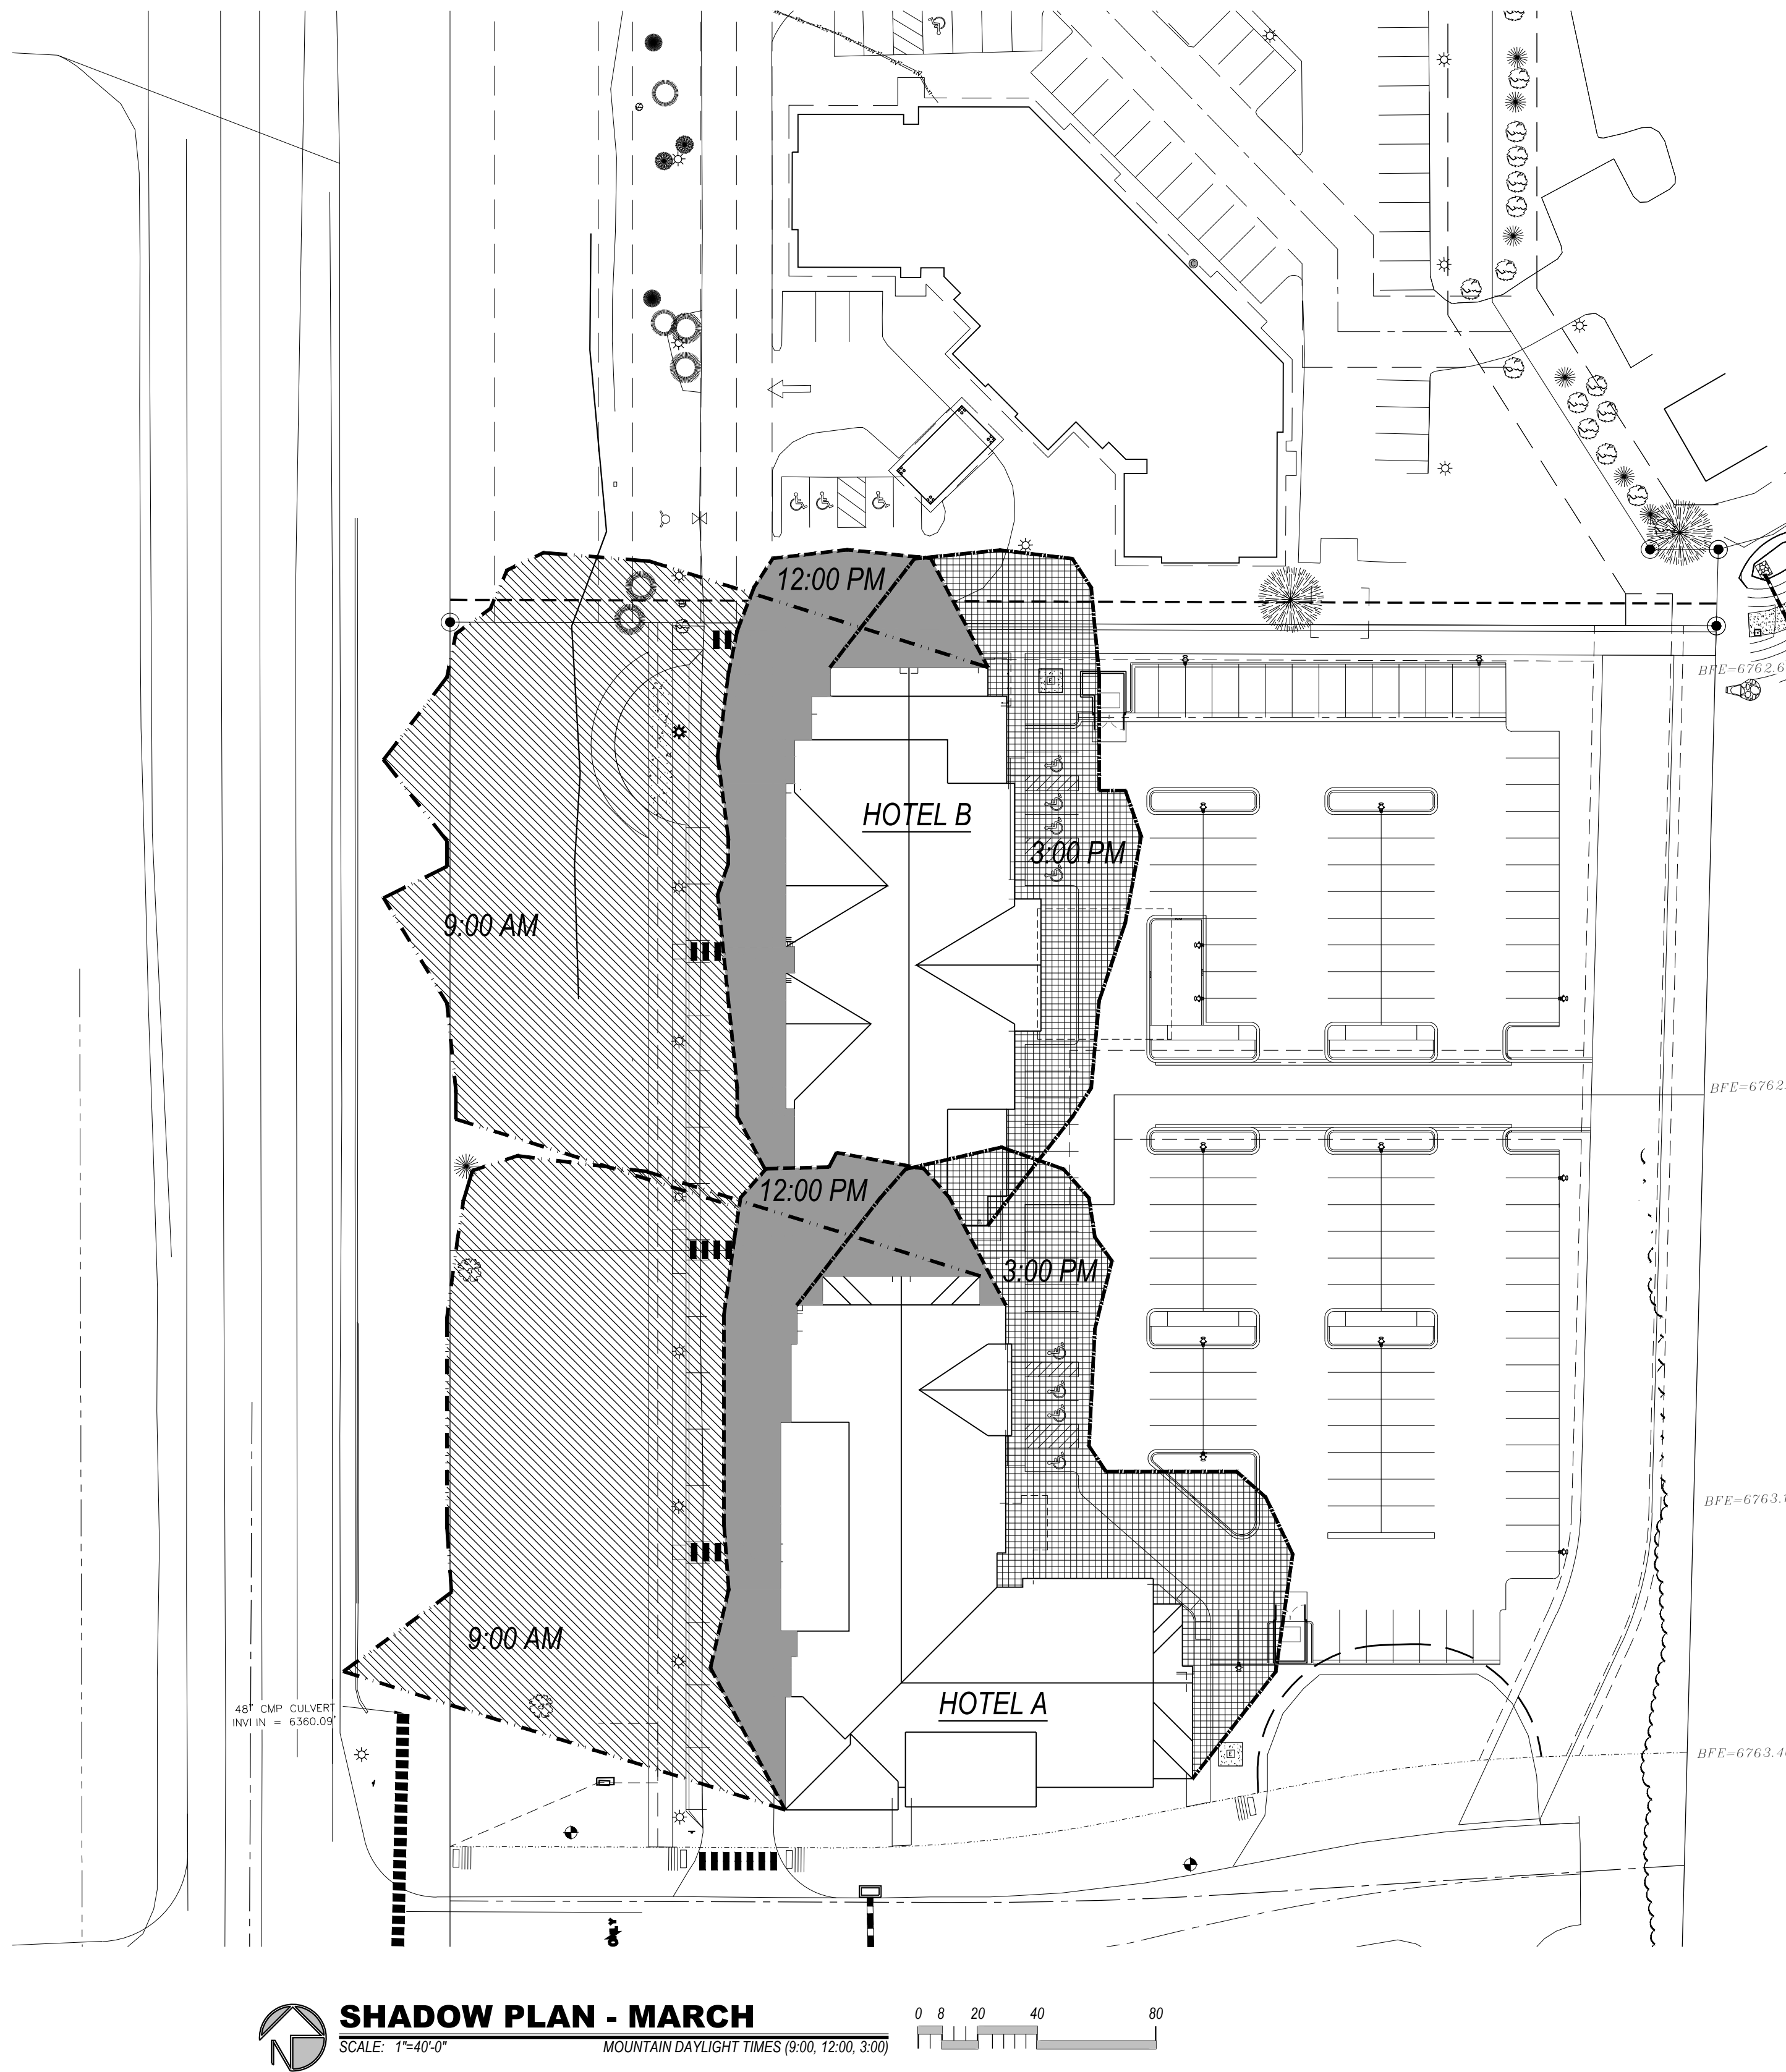 12:00 PM
BFE=6762.6
HOTEL B
3:00 PM
9:00 AM
BFE=6762.
12:00 PM
3:00 PM
BFE=6763.
9:00 AM
HOTEL A
48" CMP CULVERT
INV IN = 6360.09'
E
E
BFE=6763.4
ONLY
N
SHADOW PLAN - MARCH
SCALE: 1"=40'-0"
MOUNTAIN DAYLIGHT TIMES (9:00, 12:00, 3:00)
0 8 20 40 80